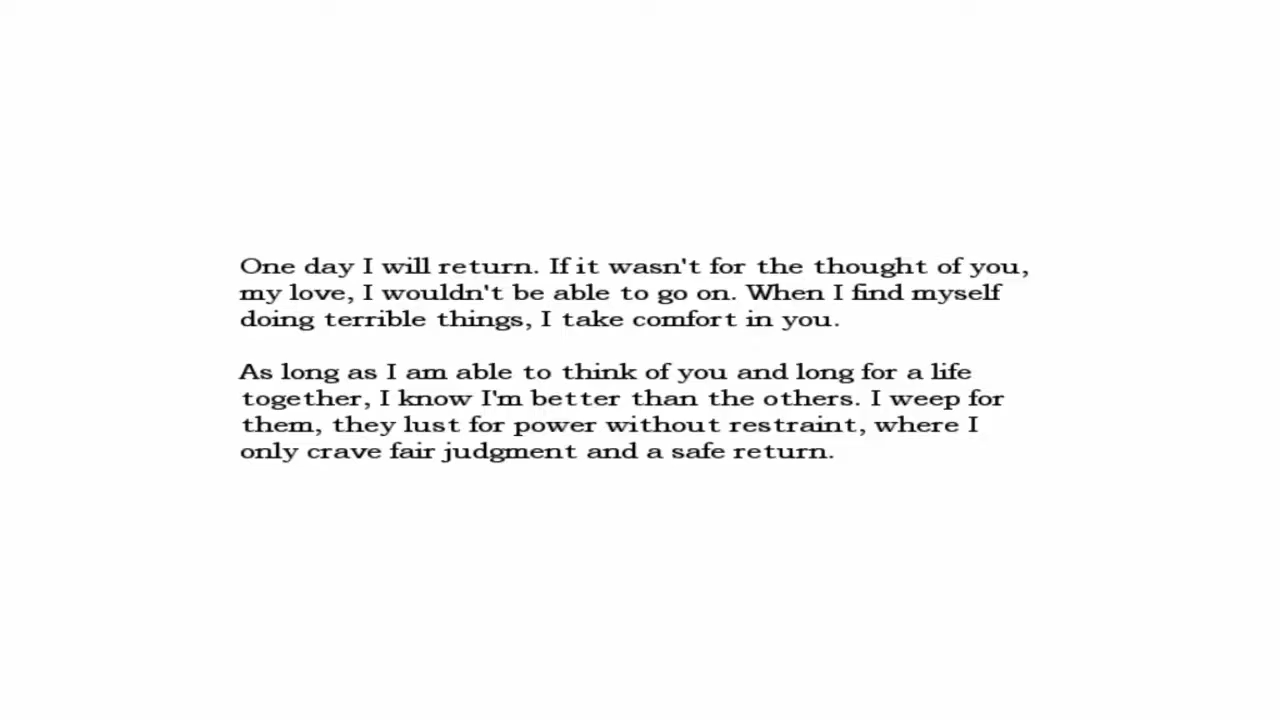 One day I will return. If it wasn't for the thought of you,
my love, I wouldn't be able to go on. When I find myself
doing terrible things, I take comfort in you.
As long as I am able to think of you and long for a life
together, I know I'm better than the others. I weep for
them, they lust for power without restraint, where I
only crave fair judgment and a safe return.